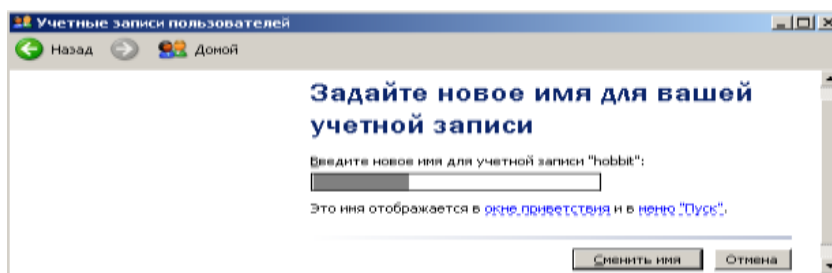 Учетные записи пользователей
Назад Домой
Задайте новое имя для вашей
учетной записи
Введите новое имя для учетной записи "hobbit":
Это имя отображается в окне приветствия и в меню "Пуск".
Сменить имя Отмена